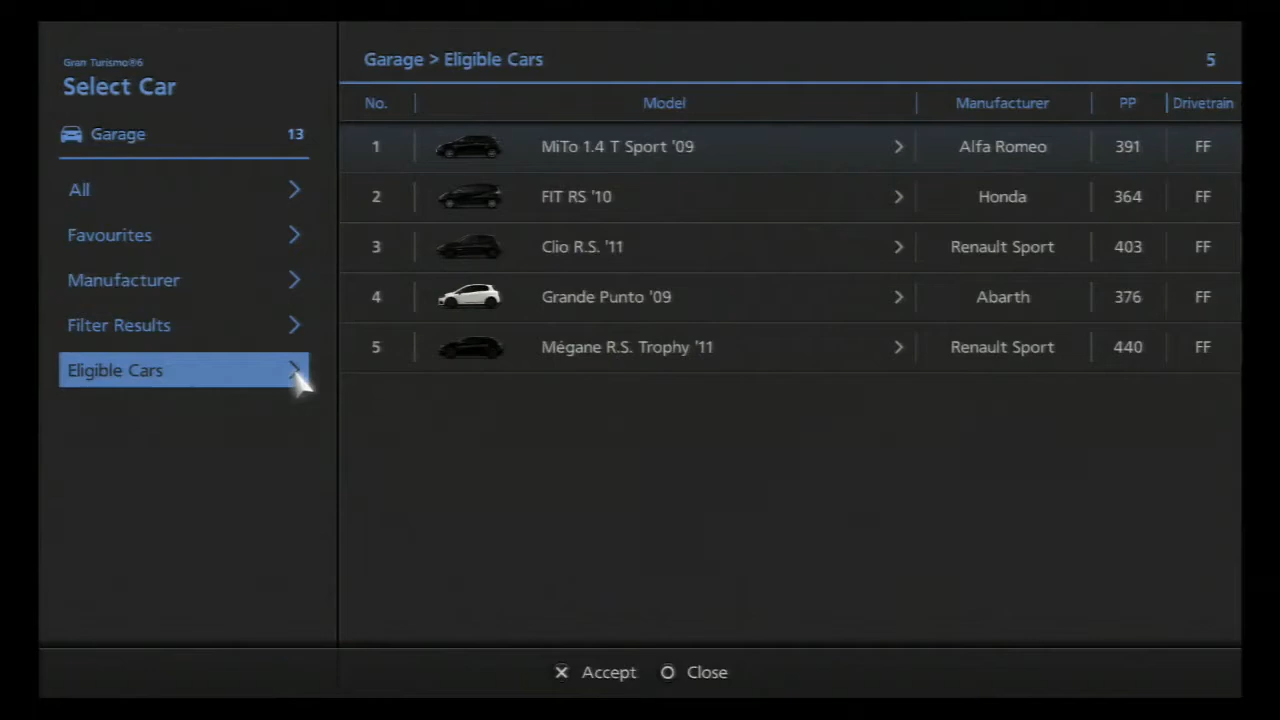 Gran Turismo®6
Select Car
Garage 13
All
Favourites
Manufacturer
Filter Results
Eligible Cars
Garage > Eligible Cars 5
No. Model Manufacturer PP Drivetrain
1 MiTo 1.4 T Sport '09 Alfa Romeo 391 FF
2 FIT RS '10 Honda 364 FF
3 Clio R.S. '11 Renault Sport 403 FF
4 Grande Punto '09 Abarth 376 FF
5 Mégane R.S. Trophy '11 Renault Sport 440 FF
Accept Close